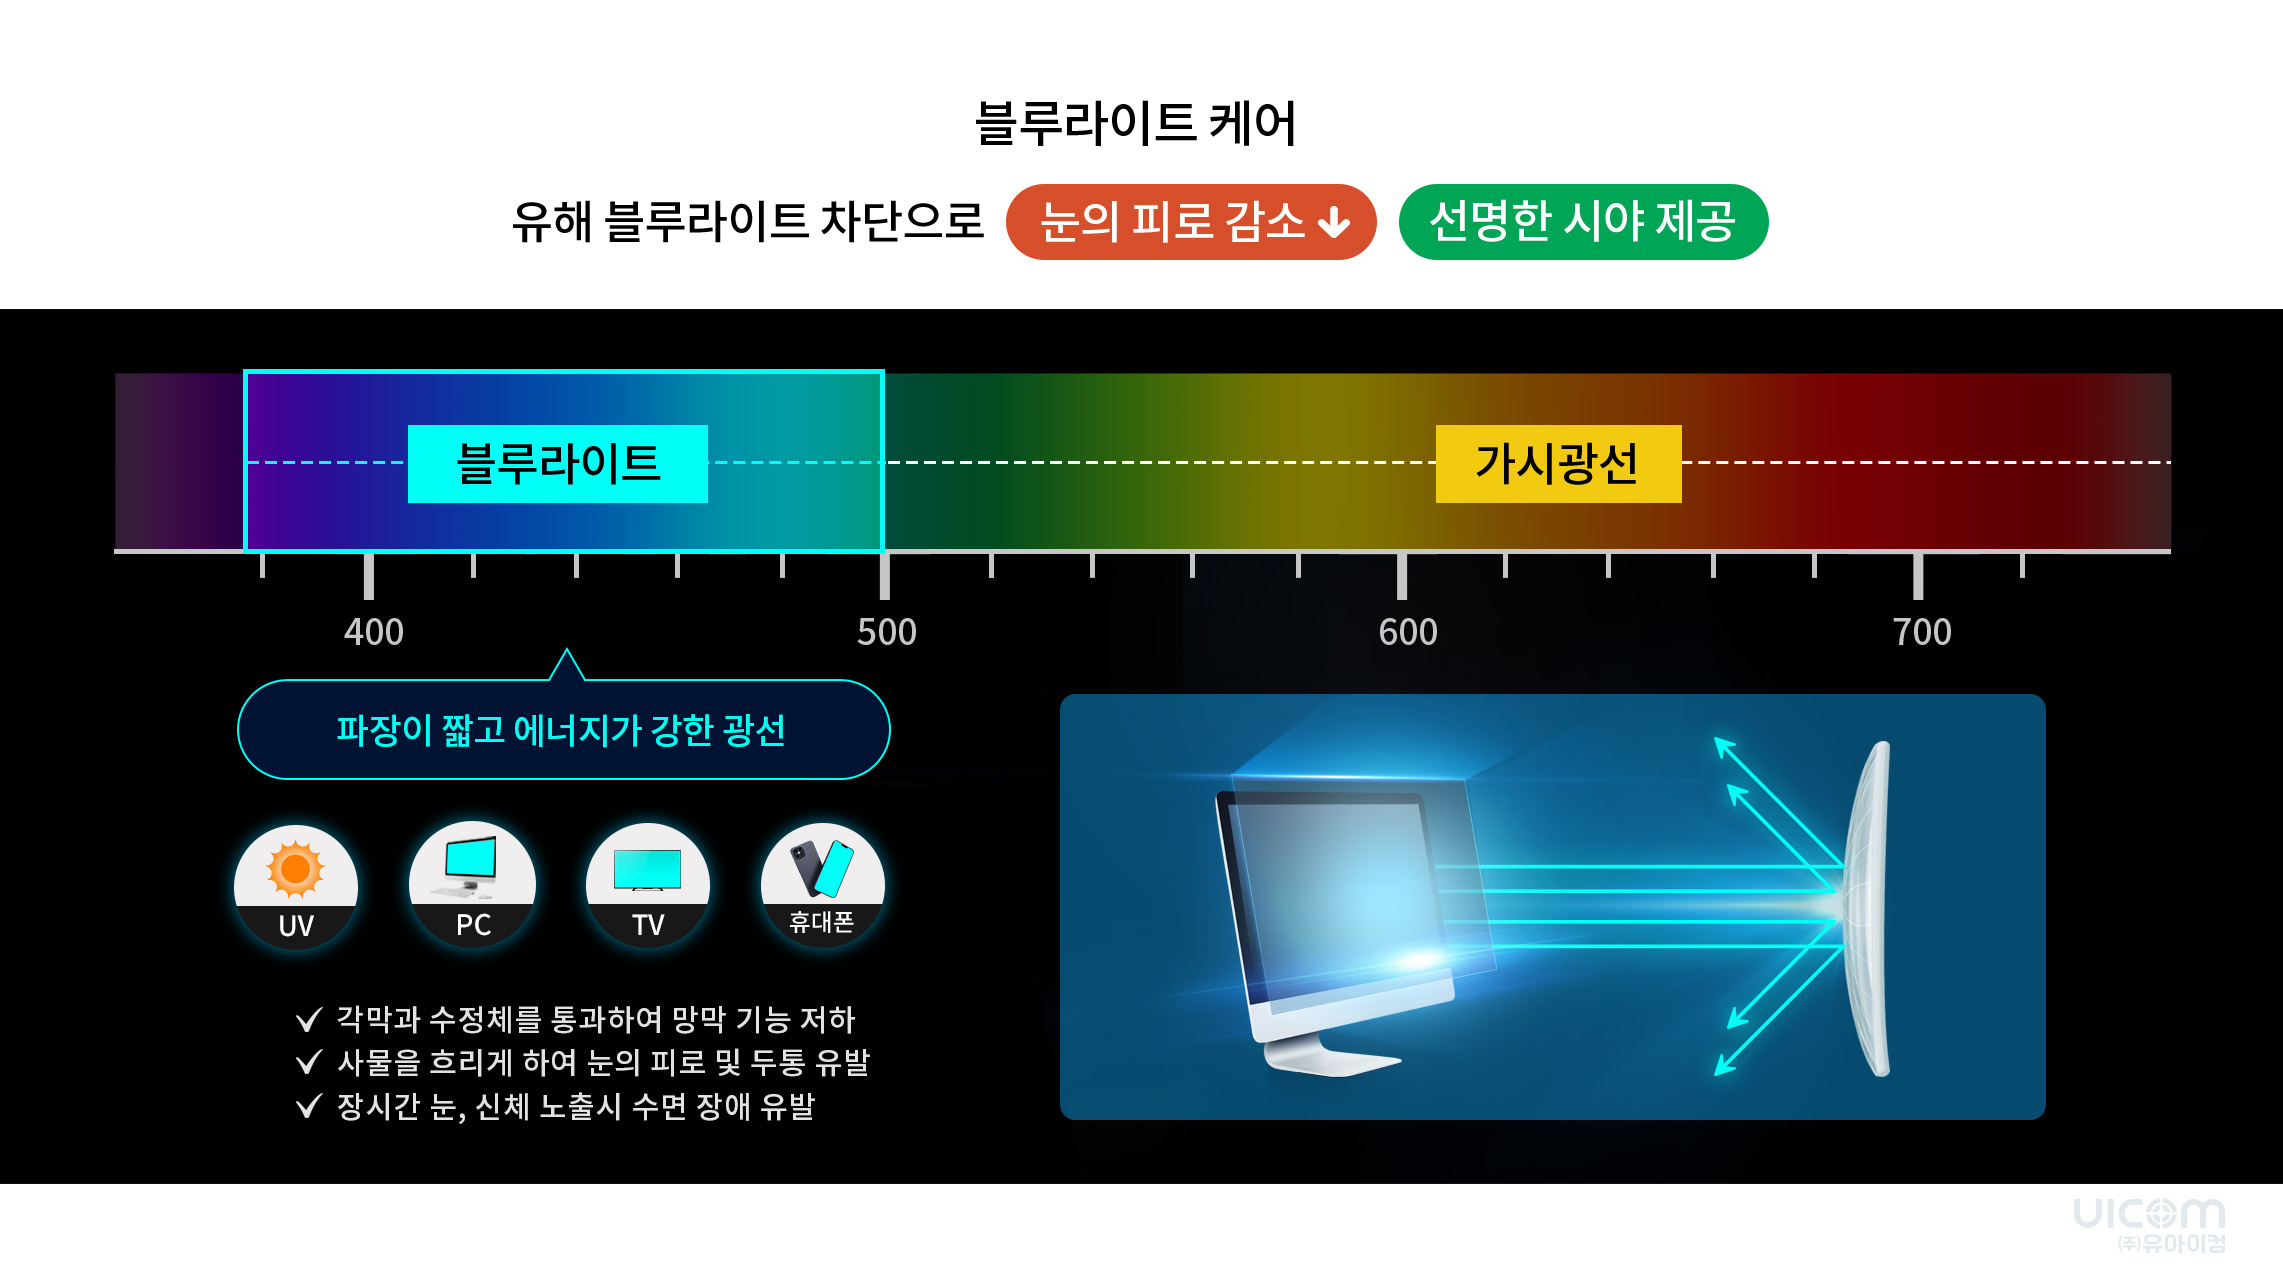 블루라이트 케어
유해 블루라이트 차단으로 눈의 피로 감소 선명한 시야 제공
블루라이트 가시광선
400 500 600 700
파장이 짧고 에너지가 강한 광선
UV PC TV 휴대폰
각막과 수정체를 통과하여 망막 기능 저하
사물을 흐리게 하여 눈의 피로 및 두통 유발
장시간 눈, 신체 노출시 수면 장애 유발
UICOM
(주)유아이컴